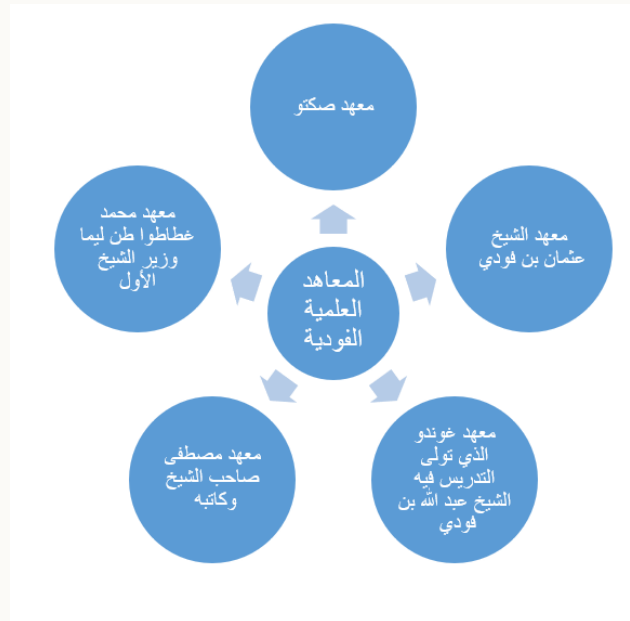 معهد صكتو
معهد محمد
غطاطوا طن ليما
وزير الشيخ
الأول
معهد الشيخ
عثمان بن فودي
المعاهد
العلمية
الفودية
معهد مصطفى
صاحب الشيخ
وكاتبه
معهد غوندو
الذي تولى
التدريس فيه
الشيخ عبد الله بن
فودي